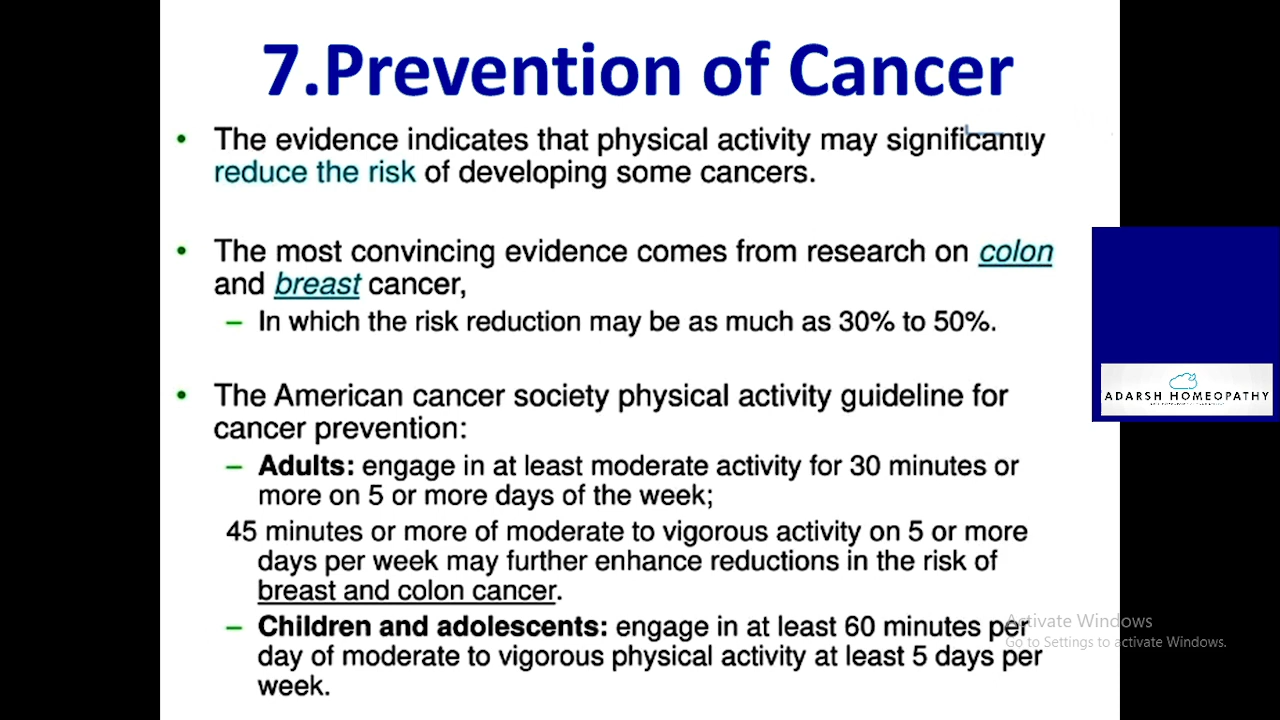 7.Prevention of Cancer
• The evidence indicates that physical activity may significantly
reduce the risk of developing some cancers.
• The most convincing evidence comes from research on colon
and breast cancer,
– In which the risk reduction may be as much as 30% to 50%.
• The American cancer society physical activity guideline for
cancer prevention:
– Adults: engage in at least moderate activity for 30 minutes or
more on 5 or more days of the week;
45 minutes or more of moderate to vigorous activity on 5 or more
days per week may further enhance reductions in the risk of
breast and colon cancer.
– Children and adolescents: engage in at least 60 minutes per
day of moderate to vigorous physical activity at least 5 days per
week.
ADARSH HOMEOPATHY
Activate Windows
Go to Settings to activate Windows.